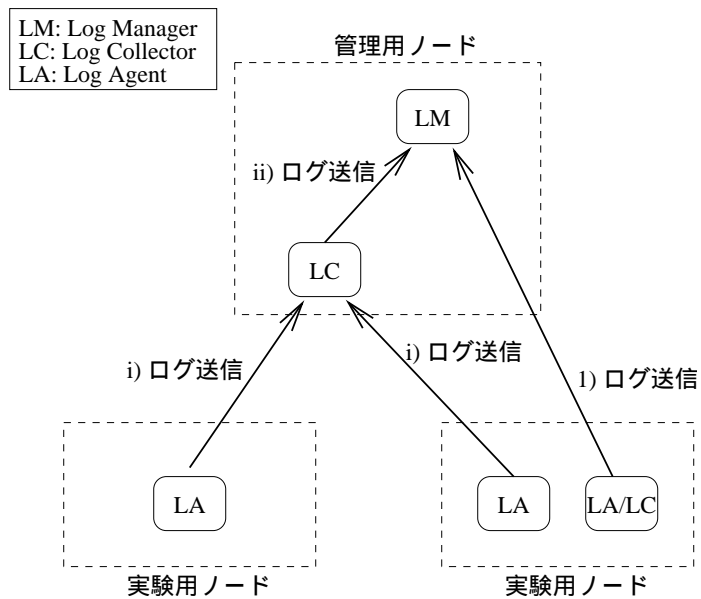 LM: Log Manager
LC: Log Collector
LA: Log Agent
管理用ノード
LM
ii) ログ送信
LC
i) ログ送信
i) ログ送信
1) ログ送信
LA
LA
LA/LC
実験用ノード
実験用ノード